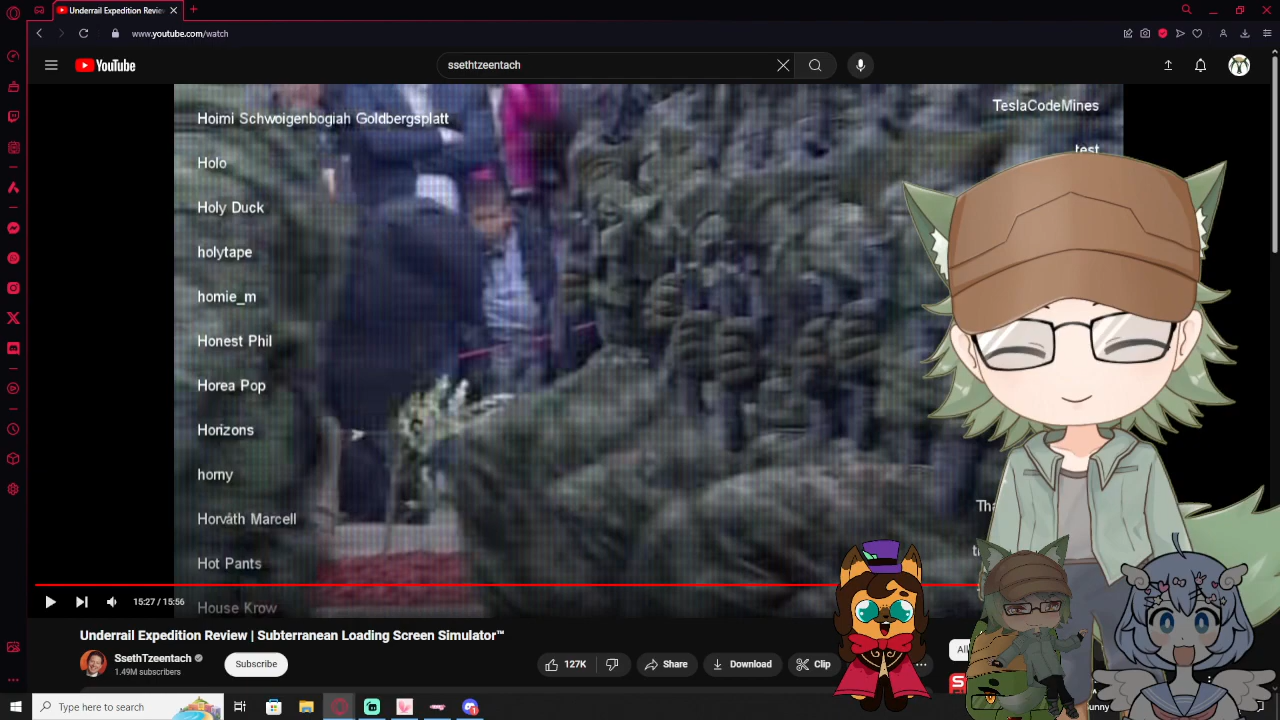 Underrail Expedition Revie
www.youtube.com/watch
YouTube
ssethtzeentach
Hoimi Schwoigenbogiah Goldbergsplatt
TeslaCodeMines
test
Holo
Holy Duck
holytape
homie_m
Honest Phil
Horea Pop
Horizons
horny
Horváth Marcell
Tha
Hot Pants
House Krow
15:27 / 15:56
Underrail Expedition Review | Subterranean Loading Screen Simulator™
SsethTzeentach
1.49M subscribers
Subscribe
127K
Share
Download
Clip
All
Type here to search